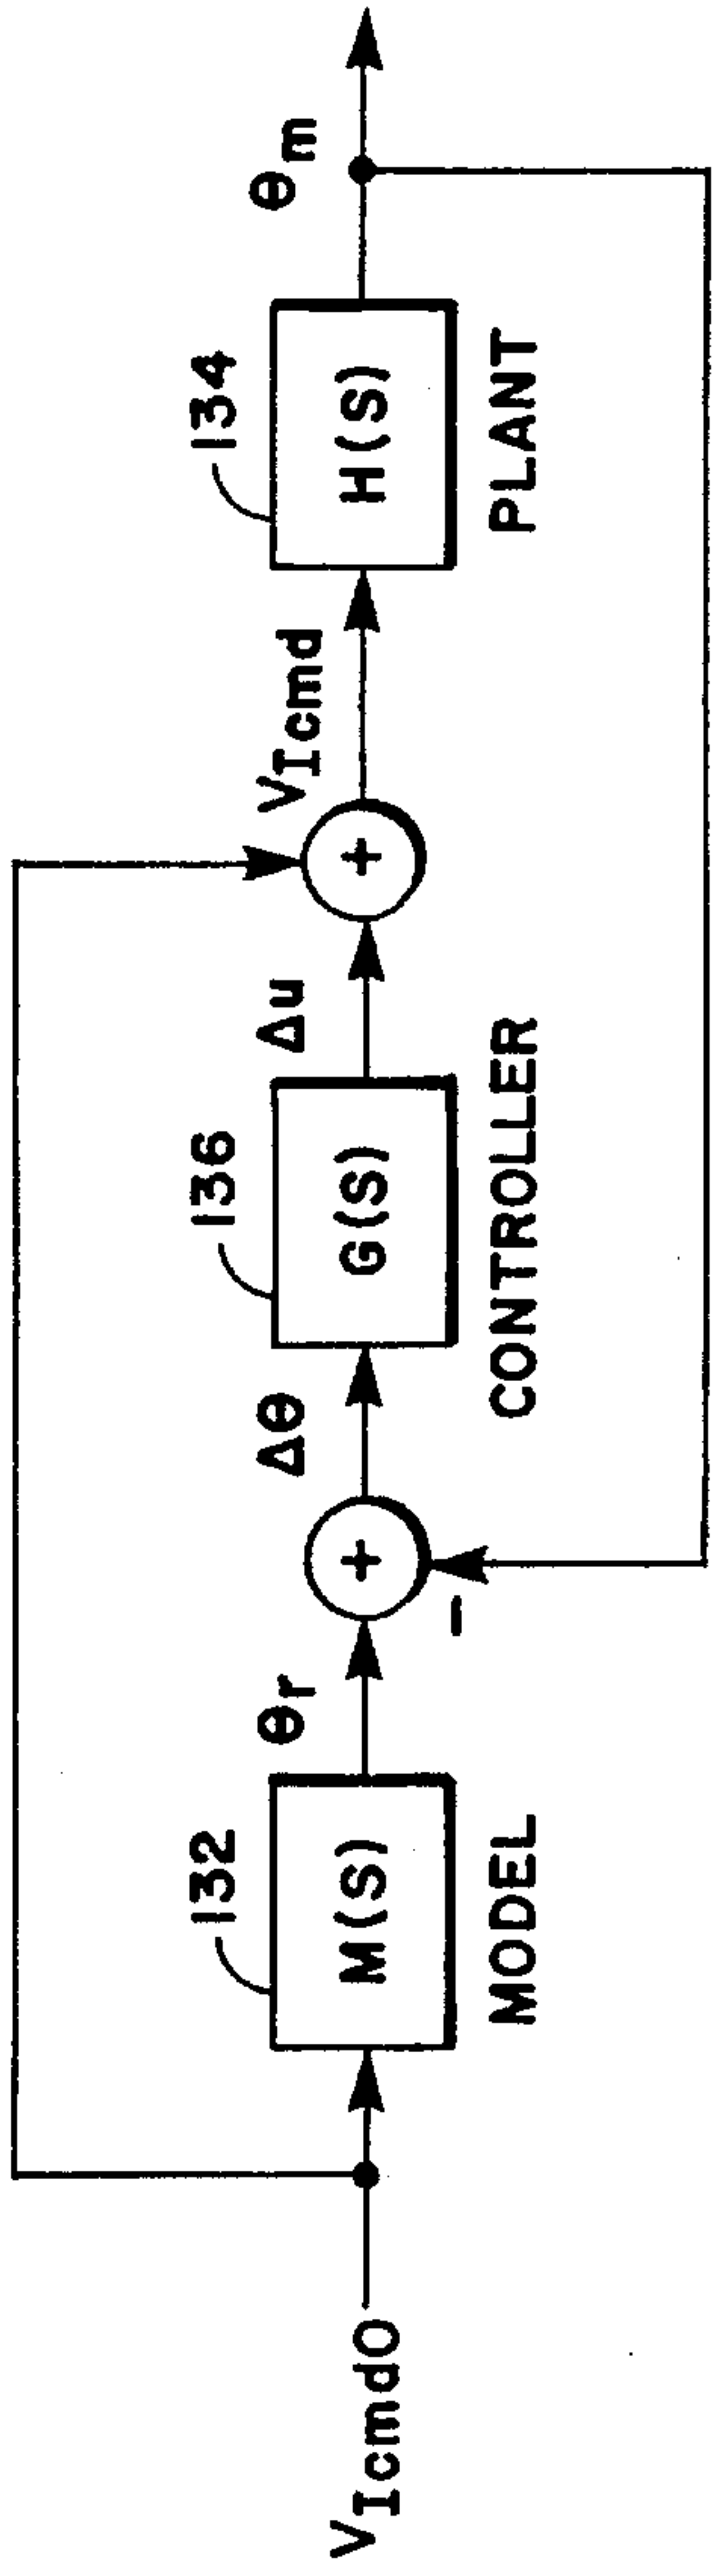 V_Icmd0
132
M(S)
MODEL
θr
-
+
Δθ
136
G(S)
CONTROLLER
Δu
+
V_Icmd
134
H(S)
PLANT
θm